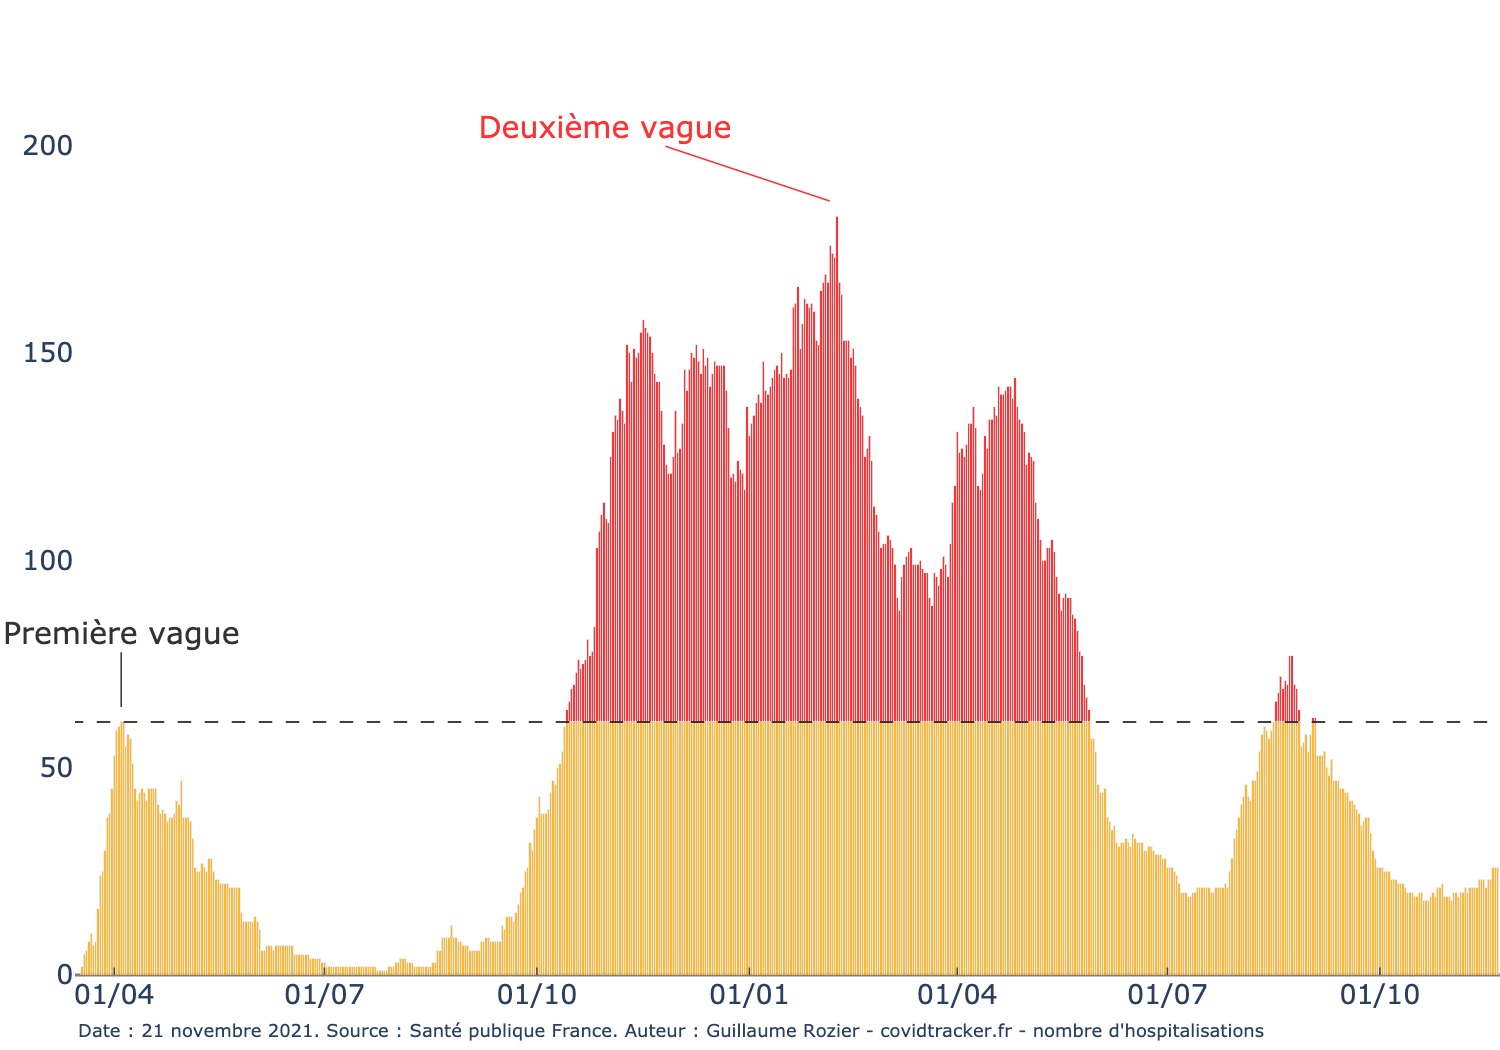 Deuxième vague
200
150
100
Première vague
50
0
01/04 01/07 01/10 01/01 01/04 01/07 01/10
Date : 21 novembre 2021. Source : Santé publique France. Auteur : Guillaume Rozier - covidtracker.fr - nombre d'hospitalisations